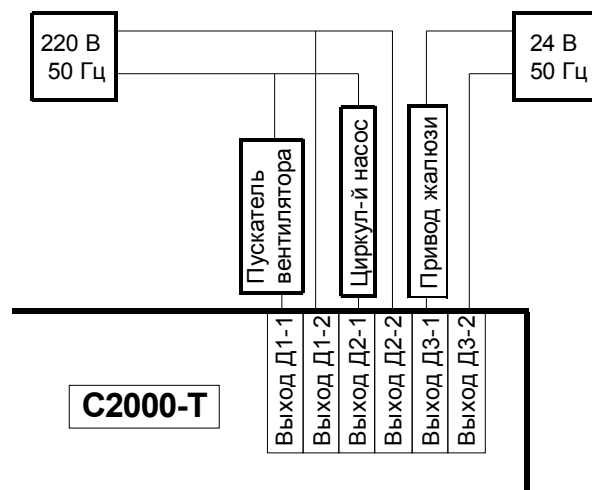 220 В
50 Гц
24 В
50 Гц
Пускатель
вентилятора
Циркул-й насос
Привод жалюзи
Выход Д1-1
Выход Д1-2
Выход Д2-1
Выход Д2-2
Выход Д3-1
Выход Д3-2
С2000-Т